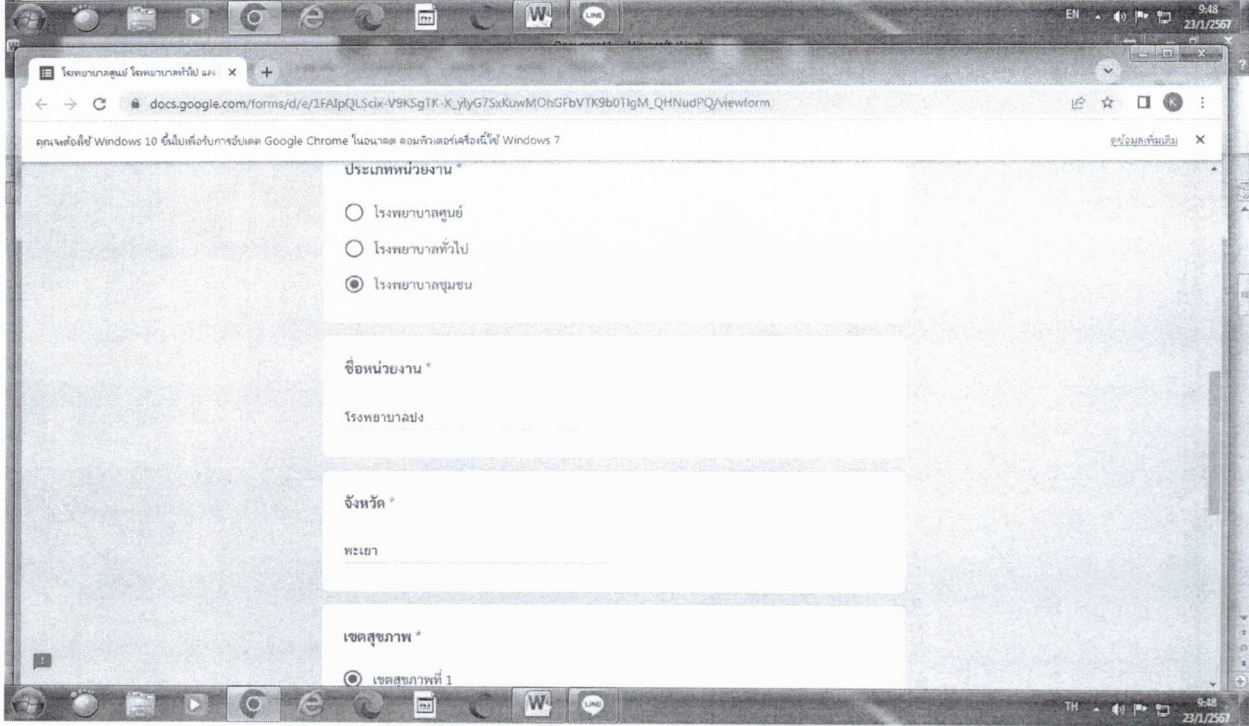 EN
9:48
23/1/2567
โรงพยาบาลศูนย์ โรงพยาบาลทั่วไป และ
docs.google.com/forms/d/e/1FAIpQLScix-V9KSgTK-X_ylyG7SxKuwMOhGFbVTK9b0TIgM_QHNudPQ/viewform
K
คุณจะต้องใช้ Windows 10 ขึ้นไปเพื่อรับการอัปเดต Google Chrome ในอนาคต คอมพิวเตอร์เครื่องนี้ใช้ Windows 7
ดูข้อมูลเพิ่มเติม
ประเภทหน่วยงาน *
โรงพยาบาลศูนย์
โรงพยาบาลทั่วไป
โรงพยาบาลชุมชน
ชื่อหน่วยงาน *
โรงพยาบาลปง
จังหวัด *
พะเยา
เขตสุขภาพ *
เขตสุขภาพที่ 1
W
LINE
TH
9:48
23/1/2567